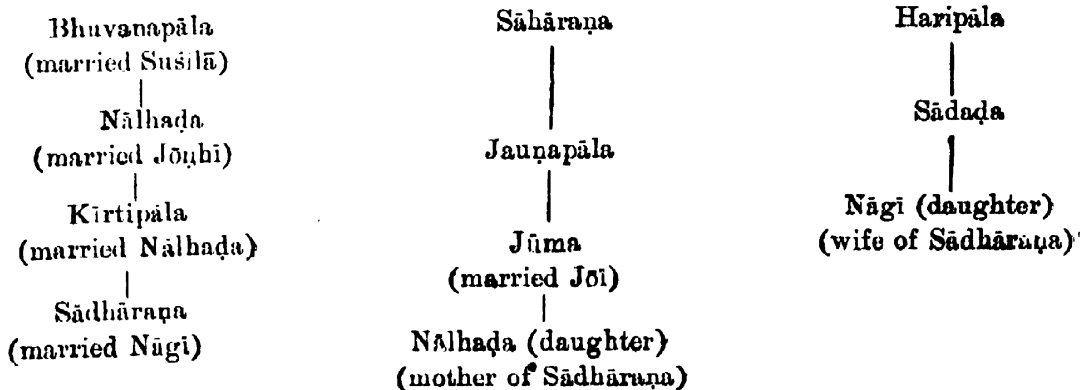 Bhuvanapāla
(married Suśīlā)
Nālhaḍa
(married Jōṇhī)
Kīrtipāla
(married Nālhaḍa)
Sādhāraṇa
(married Nāgī)
Sāhāraṇa
Jauṇapāla
Jūma
(married Jōī)
Nālhaḍa (daughter)
(mother of Sādhāraṇa)
Haripāla
Sādaḍa
Nāgī (daughter)
(wife of Sādhāraṇa)